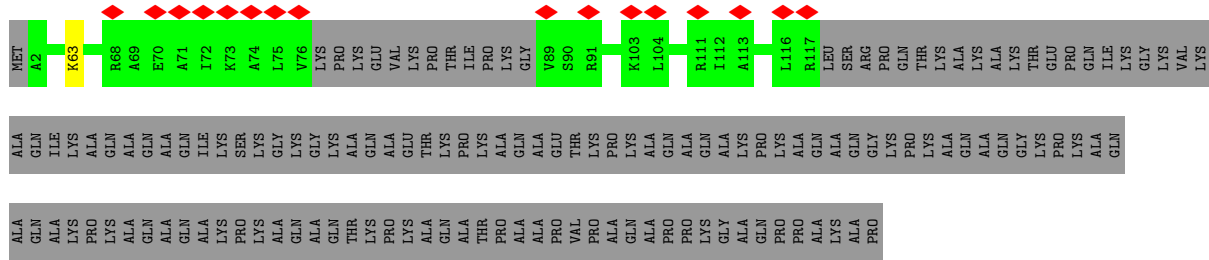 MET A2 K63 R68 A69 E70 A71 I72 K73 A74 L75 V76 LYS PRO LYS GLU VAL LYS PRO THR ILE PRO LYS GLY V89 S90 R91 K103 L104 R111 I112 A113 L116 R117 LEU SER ARG PRO GLN THR LYS ALA LYS ALA LYS THR GLU PRO GLN ILE LYS GLY LYS VAL LYS
ALA GLN ILE LYS ALA GLN ALA GLN ALA GLN ILE LYS SER LYS GLY LYS GLY LYS ALA GLN ALA GLU THR LYS PRO LYS ALA GLN ALA GLU THR LYS PRO LYS ALA GLN ALA GLN ALA LYS PRO LYS ALA GLN ALA GLN GLY LYS PRO LYS ALA GLN ALA GLN GLY LYS PRO LYS ALA GLN
ALA GLN ALA LYS PRO LYS ALA GLN ALA GLN ALA LYS PRO LYS ALA GLN ALA GLN THR LYS PRO LYS ALA GLN ALA THR PRO ALA ALA PRO VAL PRO ALA GLN ALA PRO PRO LYS GLY ALA GLN PRO PRO ALA LYS ALA PRO